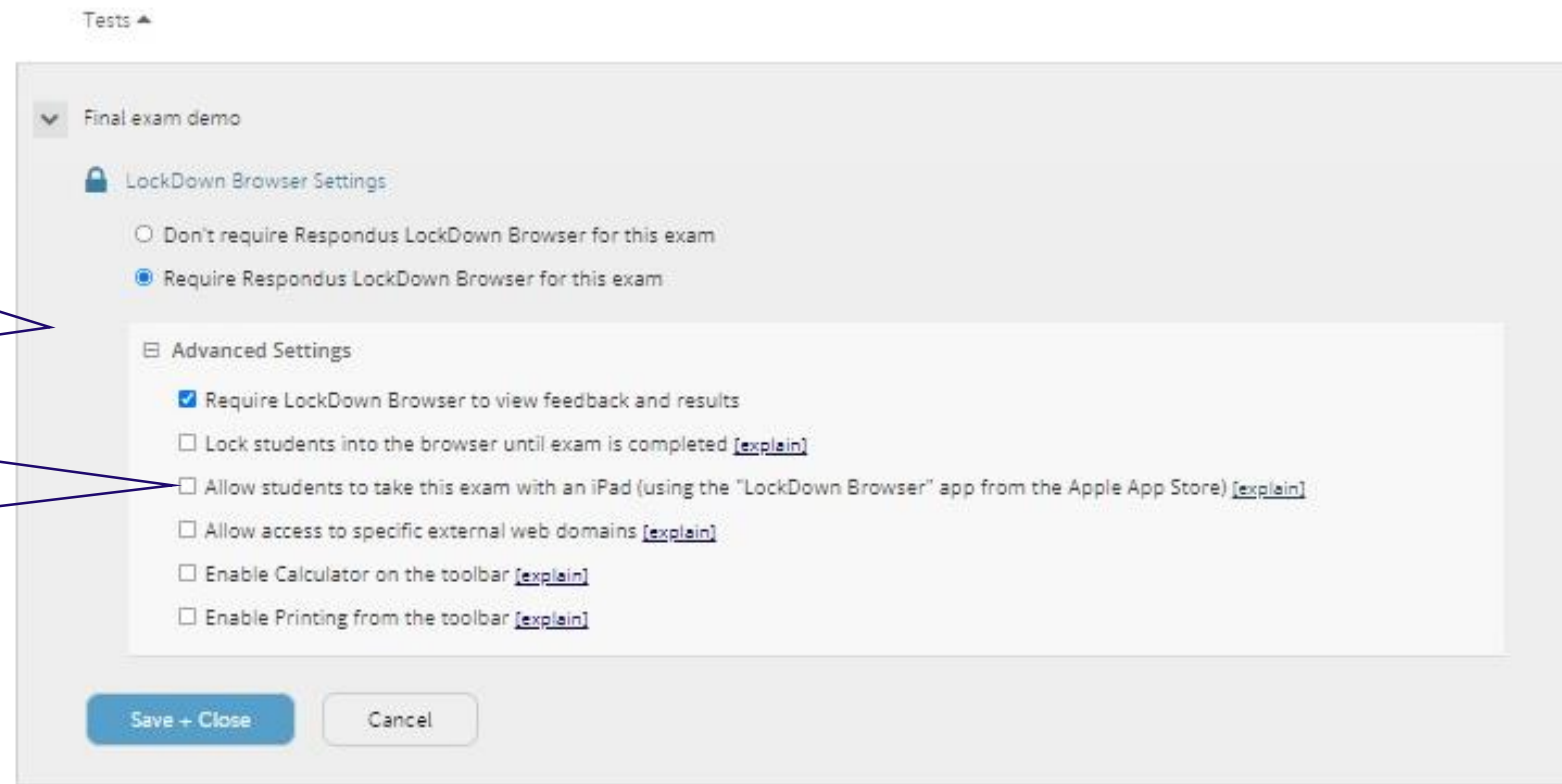 Tests
Final exam demo
LockDown Browser Settings
Don't require Respondus LockDown Browser for this exam
Require Respondus LockDown Browser for this exam
Advanced Settings
Require LockDown Browser to view feedback and results
Lock students into the browser until exam is completed [explain]
Allow students to take this exam with an iPad (using the "LockDown Browser" app from the Apple App Store) [explain]
Allow access to specific external web domains [explain]
Enable Calculator on the toolbar [explain]
Enable Printing from the toolbar [explain]
Save + Close Cancel